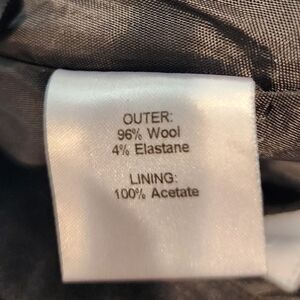 OUTER:
96% Wool
4% Elastane
LINING:
100% Acetate